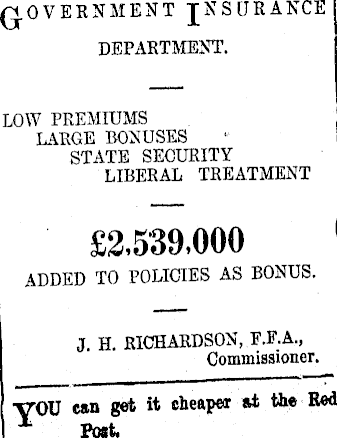 GOVERNMENT INSURANCE
DEPARTMENT.
LOW PREMIUMS
LARGE BONUSES
STATE SECURITY
LIBERAL TREATMENT
£2,539,000
ADDED TO POLICIES AS BONUS.
J. H. RICHARDSON, F.F.A.,
Commissioner.
YOU can get it cheaper at the Red
Post.